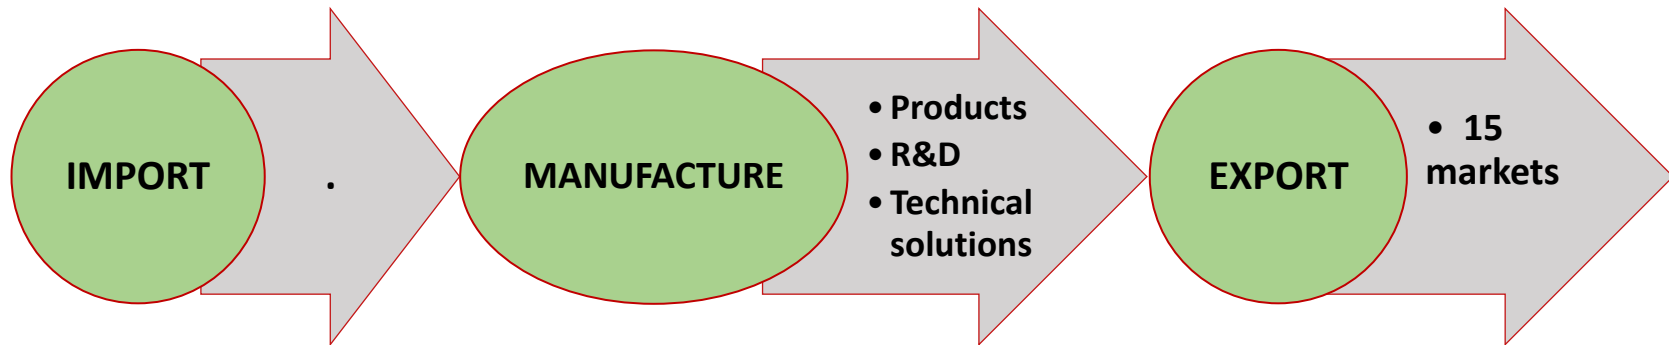 IMPORT
.
MANUFACTURE
• Products
• R&D
• Technical
solutions
EXPORT
• 15
markets